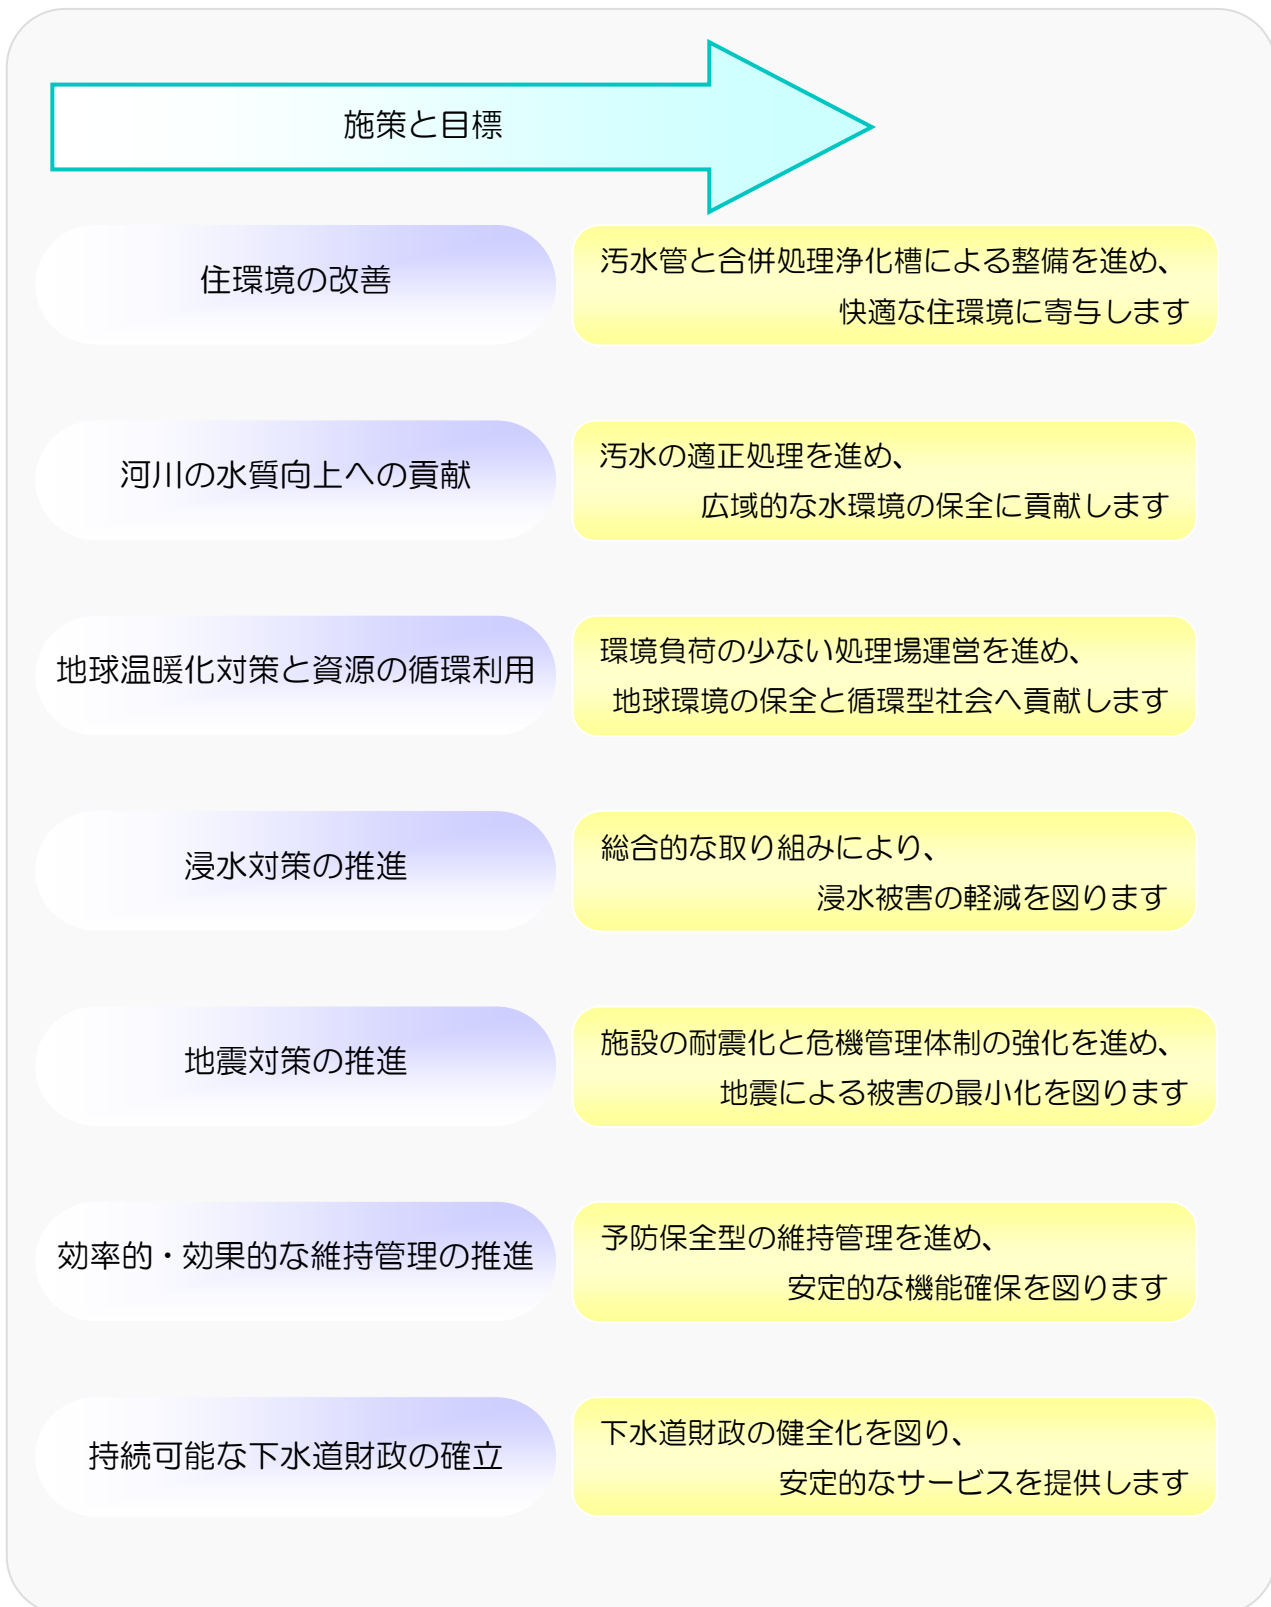 施策と目標
住環境の改善
汚水管と合併処理浄化槽による整備を進め、
快適な住環境に寄与します
河川の水質向上への貢献
汚水の適正処理を進め、
広域的な水環境の保全に貢献します
地球温暖化対策と資源の循環利用
環境負荷の少ない処理場運営を進め、
地球環境の保全と循環型社会へ貢献します
浸水対策の推進
総合的な取り組みにより、
浸水被害の軽減を図ります
地震対策の推進
施設の耐震化と危機管理体制の強化を進め、
地震による被害の最小化を図ります
効率的・効果的な維持管理の推進
予防保全型の維持管理を進め、
安定的な機能確保を図ります
持続可能な下水道財政の確立
下水道財政の健全化を図り、
安定的なサービスを提供します